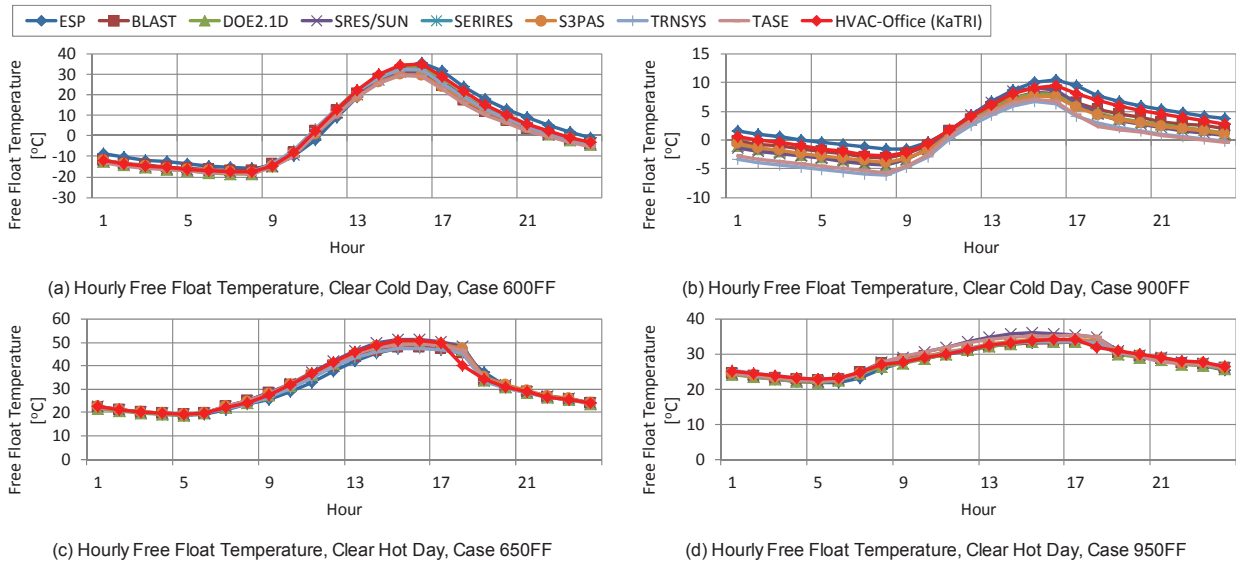 ESP BLAST DOE2.1D SRES/SUN SERIRES S3PAS TRNSYS TASE HVAC-Office (KaTRI)
Free Float Temperature
[°C]
40
30
20
10
0
-10
-20
-30
1 5 9 13 17 21
Hour
(a) Hourly Free Float Temperature, Clear Cold Day, Case 600FF
Free Float Temperature
[°C]
15
10
5
0
-5
-10
1 5 9 13 17 21
Hour
(b) Hourly Free Float Temperature, Clear Cold Day, Case 900FF
Free Float Temperature
[°C]
60
50
40
30
20
10
0
1 5 9 13 17 21
Hour
(c) Hourly Free Float Temperature, Clear Hot Day, Case 650FF
Free Float Temperature
[°C]
40
30
20
10
0
1 5 9 13 17 21
Hour
(d) Hourly Free Float Temperature, Clear Hot Day, Case 950FF